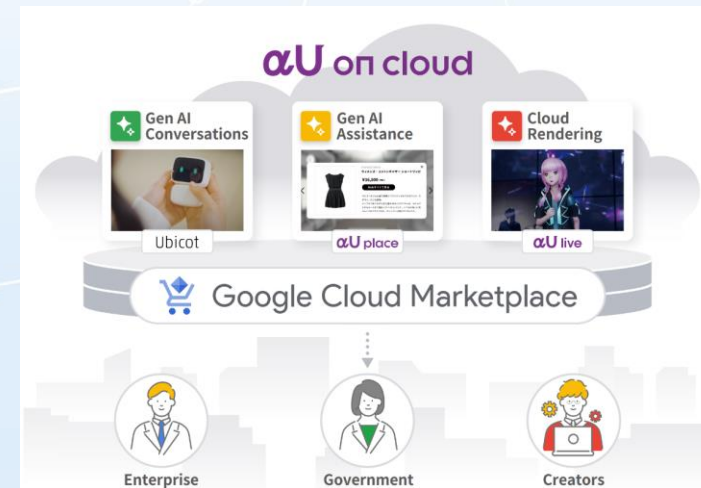 αU on cloud
Gen AI
Conversations
Gen AI
Assistance
Cloud
Rendering
Ubicot
αU place
αU live
Google Cloud Marketplace
Enterprise
Government
Creators